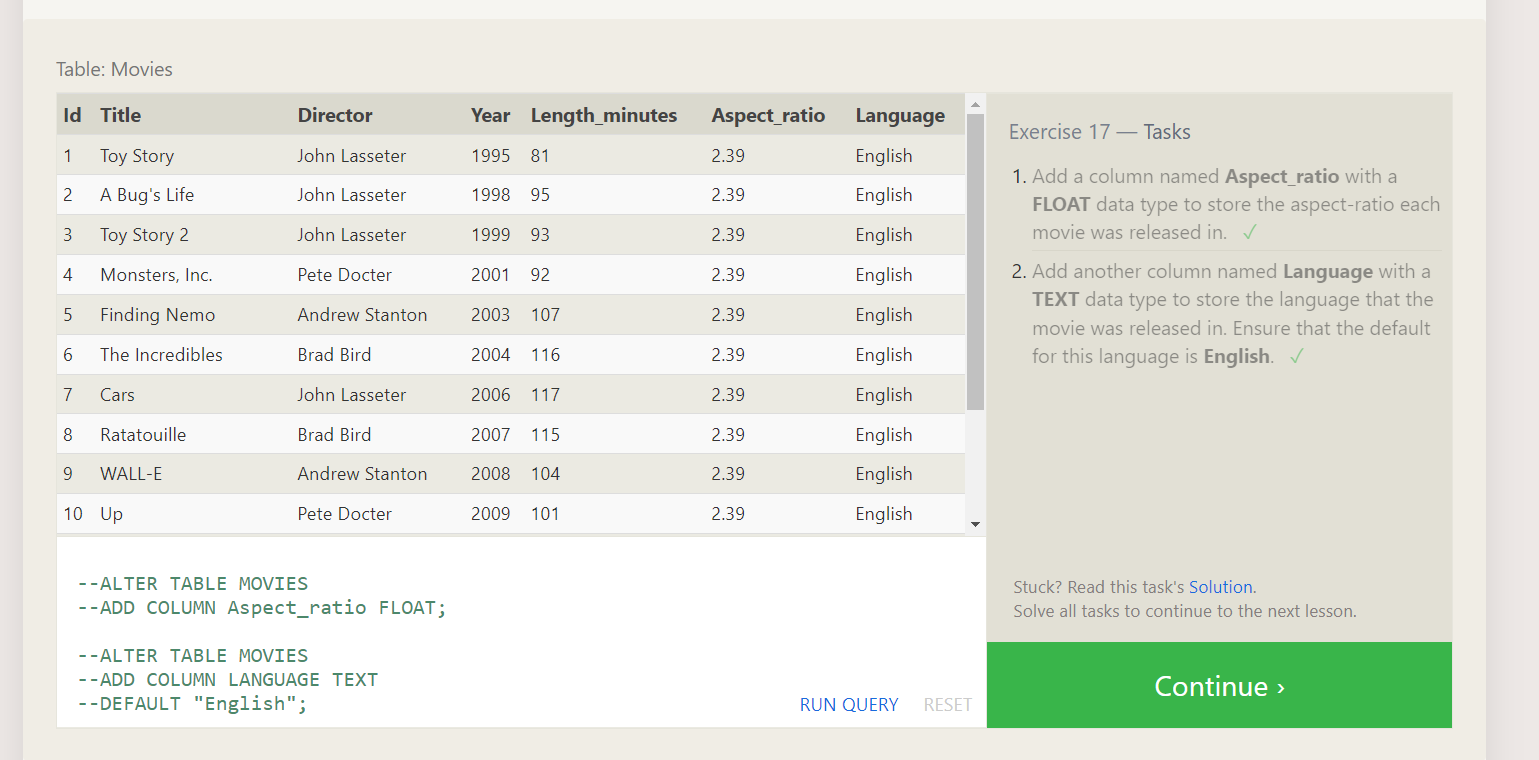 Table: Movies
Id Title Director Year Length_minutes Aspect_ratio Language
1 Toy Story John Lasseter 1995 81 2.39 English
2 A Bug's Life John Lasseter 1998 95 2.39 English
3 Toy Story 2 John Lasseter 1999 93 2.39 English
4 Monsters, Inc. Pete Docter 2001 92 2.39 English
5 Finding Nemo Andrew Stanton 2003 107 2.39 English
6 The Incredibles Brad Bird 2004 116 2.39 English
7 Cars John Lasseter 2006 117 2.39 English
8 Ratatouille Brad Bird 2007 115 2.39 English
9 WALL-E Andrew Stanton 2008 104 2.39 English
10 Up Pete Docter 2009 101 2.39 English
--ALTER TABLE MOVIES
--ADD COLUMN Aspect_ratio FLOAT;
--ALTER TABLE MOVIES
--ADD COLUMN LANGUAGE TEXT
--DEFAULT "English";
RUN QUERY RESET
Exercise 17 — Tasks
1. Add a column named Aspect_ratio with a
FLOAT data type to store the aspect-ratio each
movie was released in. ✓
2. Add another column named Language with a
TEXT data type to store the language that the
movie was released in. Ensure that the default
for this language is English. ✓
Stuck? Read this task's Solution.
Solve all tasks to continue to the next lesson.
Continue ›